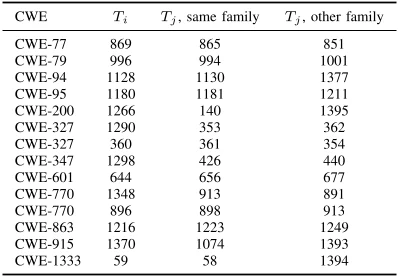 CWE T_i T_j, same family T_j, other family
CWE-77 869 865 851
CWE-79 996 994 1001
CWE-94 1128 1130 1377
CWE-95 1180 1181 1211
CWE-200 1266 140 1395
CWE-327 1290 353 362
CWE-327 360 361 354
CWE-347 1298 426 440
CWE-601 644 656 677
CWE-770 1348 913 891
CWE-770 896 898 913
CWE-863 1216 1223 1249
CWE-915 1370 1074 1393
CWE-1333 59 58 1394